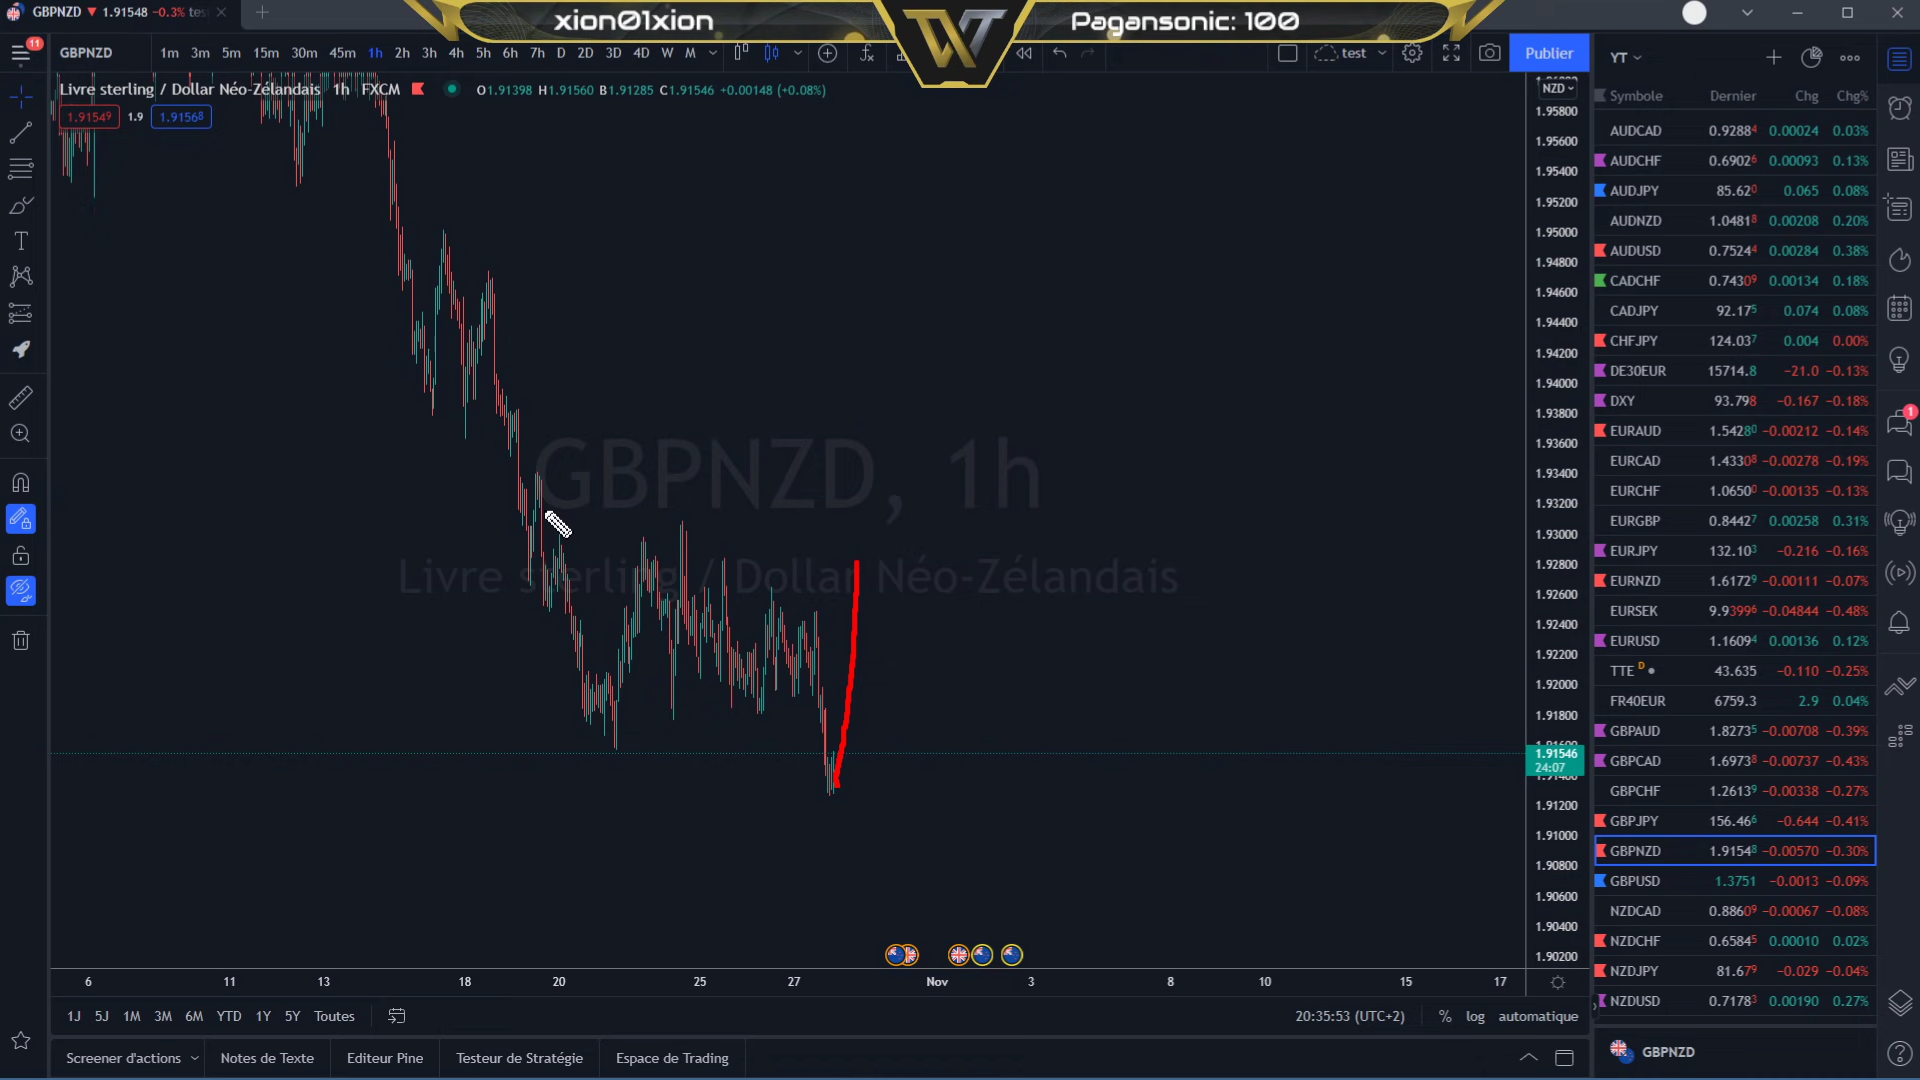 GBPNZD ▼ 1.91548 −0.3% tes
xion01xion
Pagansonic: 100
11
GBPNZD
1m 3m 5m 15m 30m 45m 1h 2h 3h 4h 5h 6h 7h D 2D 3D 4D W M
test
Publier
YT
Livre sterling / Dollar Néo-Zélandais 1h FXCM
O1.91398 H1.91560 B1.91285 C1.91546 +0.00148 (+0.08%)
1.91549 1.9 1.91568
NZD
1.95800
1.95600
1.95400
1.95200
1.95000
1.94800
1.94600
1.94400
1.94200
1.94000
1.93800
1.93600
1.93400
1.93200
1.93000
1.92800
1.92600
1.92400
1.92200
1.92000
1.91800
1.91546
24:07
1.91200
1.91000
1.90800
1.90600
1.90400
1.90200
GBPNZD, 1h
Livre sterling / Dollar Néo-Zélandais
Symbole Dernier Chg Chg%
AUDCAD 0.92884 0.00024 0.03%
AUDCHF 0.69026 0.00093 0.13%
AUDJPY 85.620 0.065 0.08%
AUDNZD 1.04818 0.00208 0.20%
AUDUSD 0.75244 0.00284 0.38%
CADCHF 0.74309 0.00134 0.18%
CADJPY 92.175 0.074 0.08%
CHFJPY 124.037 0.004 0.00%
DE30EUR 15714.8 −21.0 −0.13%
DXY 93.798 −0.167 −0.18%
EURAUD 1.54280 −0.00212 −0.14%
EURCAD 1.43308 −0.00278 −0.19%
EURCHF 1.06500 −0.00135 −0.13%
EURGBP 0.84427 0.00258 0.31%
EURJPY 132.103 −0.216 −0.16%
EURNZD 1.61729 −0.00111 −0.07%
EURSEK 9.93996 −0.04844 −0.48%
EURUSD 1.16094 0.00136 0.12%
TTE D 43.635 −0.110 −0.25%
FR40EUR 6759.3 2.9 0.04%
GBPAUD 1.82735 −0.00708 −0.39%
GBPCAD 1.69738 −0.00737 −0.43%
GBPCHF 1.26139 −0.00338 −0.27%
GBPJPY 156.466 −0.644 −0.41%
GBPNZD 1.91548 −0.00570 −0.30%
GBPUSD 1.3751 −0.0013 −0.09%
NZDCAD 0.88609 −0.00067 −0.08%
NZDCHF 0.65845 0.00010 0.02%
NZDJPY 81.679 −0.029 −0.04%
NZDUSD 0.71783 0.00190 0.27%
1
6 11 13 18 20 25 27 Nov 3 8 10 15 17
1J 5J 1M 3M 6M YTD 1Y 5Y Toutes
20:35:53 (UTC+2) % log automatique
Screener d'actions Notes de Texte Editeur Pine Testeur de Stratégie Espace de Trading
GBPNZD